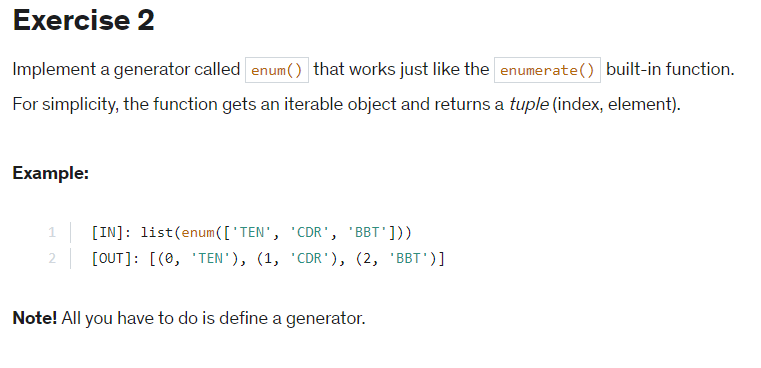 Exercise 2
Implement a generator called enum() that works just like the enumerate() built-in function.
For simplicity, the function gets an iterable object and returns a tuple (index, element).
Example:
1 [IN]: list(enum(['TEN', 'CDR', 'BBT']))
2 [OUT]: [(0, 'TEN'), (1, 'CDR'), (2, 'BBT')]
Note! All you have to do is define a generator.